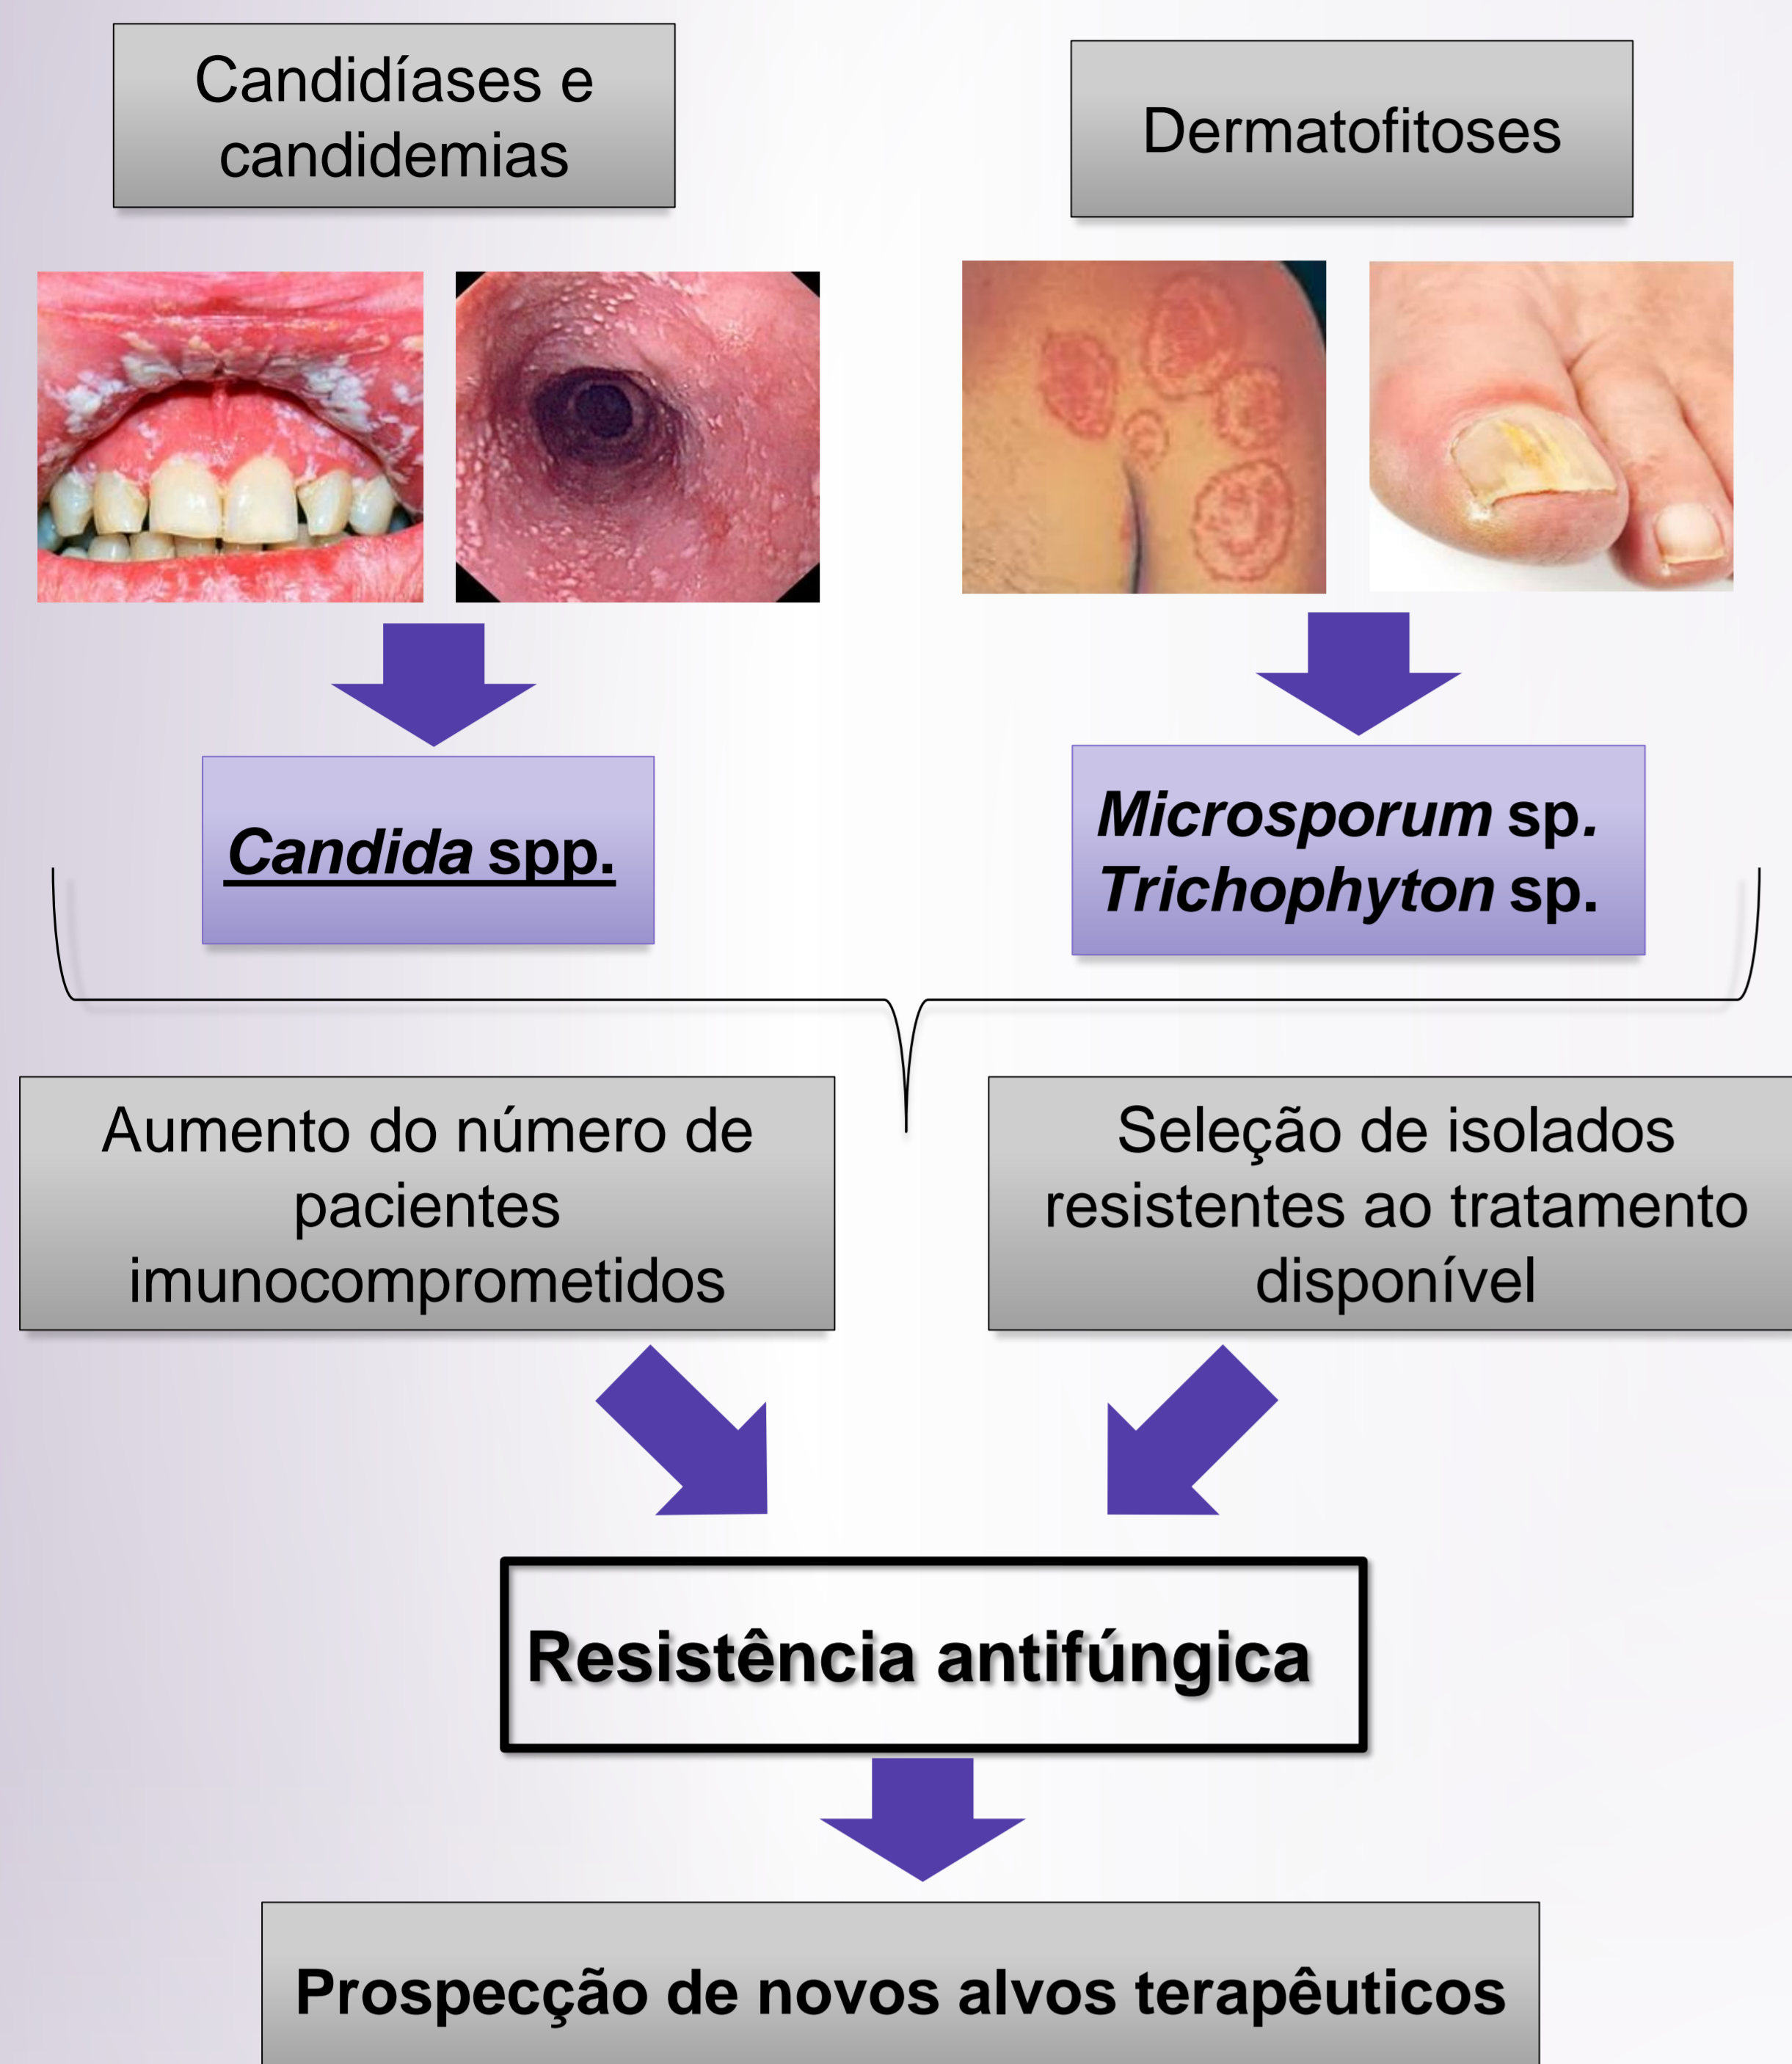 Candidíases e
candidemias
Dermatofitoses
Candida spp.
Microsporum sp.
Trichophyton sp.
Aumento do número de
pacientes
imunocomprometidos
Seleção de isolados
resistentes ao tratamento
disponível
Resistência antifúngica
Prospecção de novos alvos terapêuticos